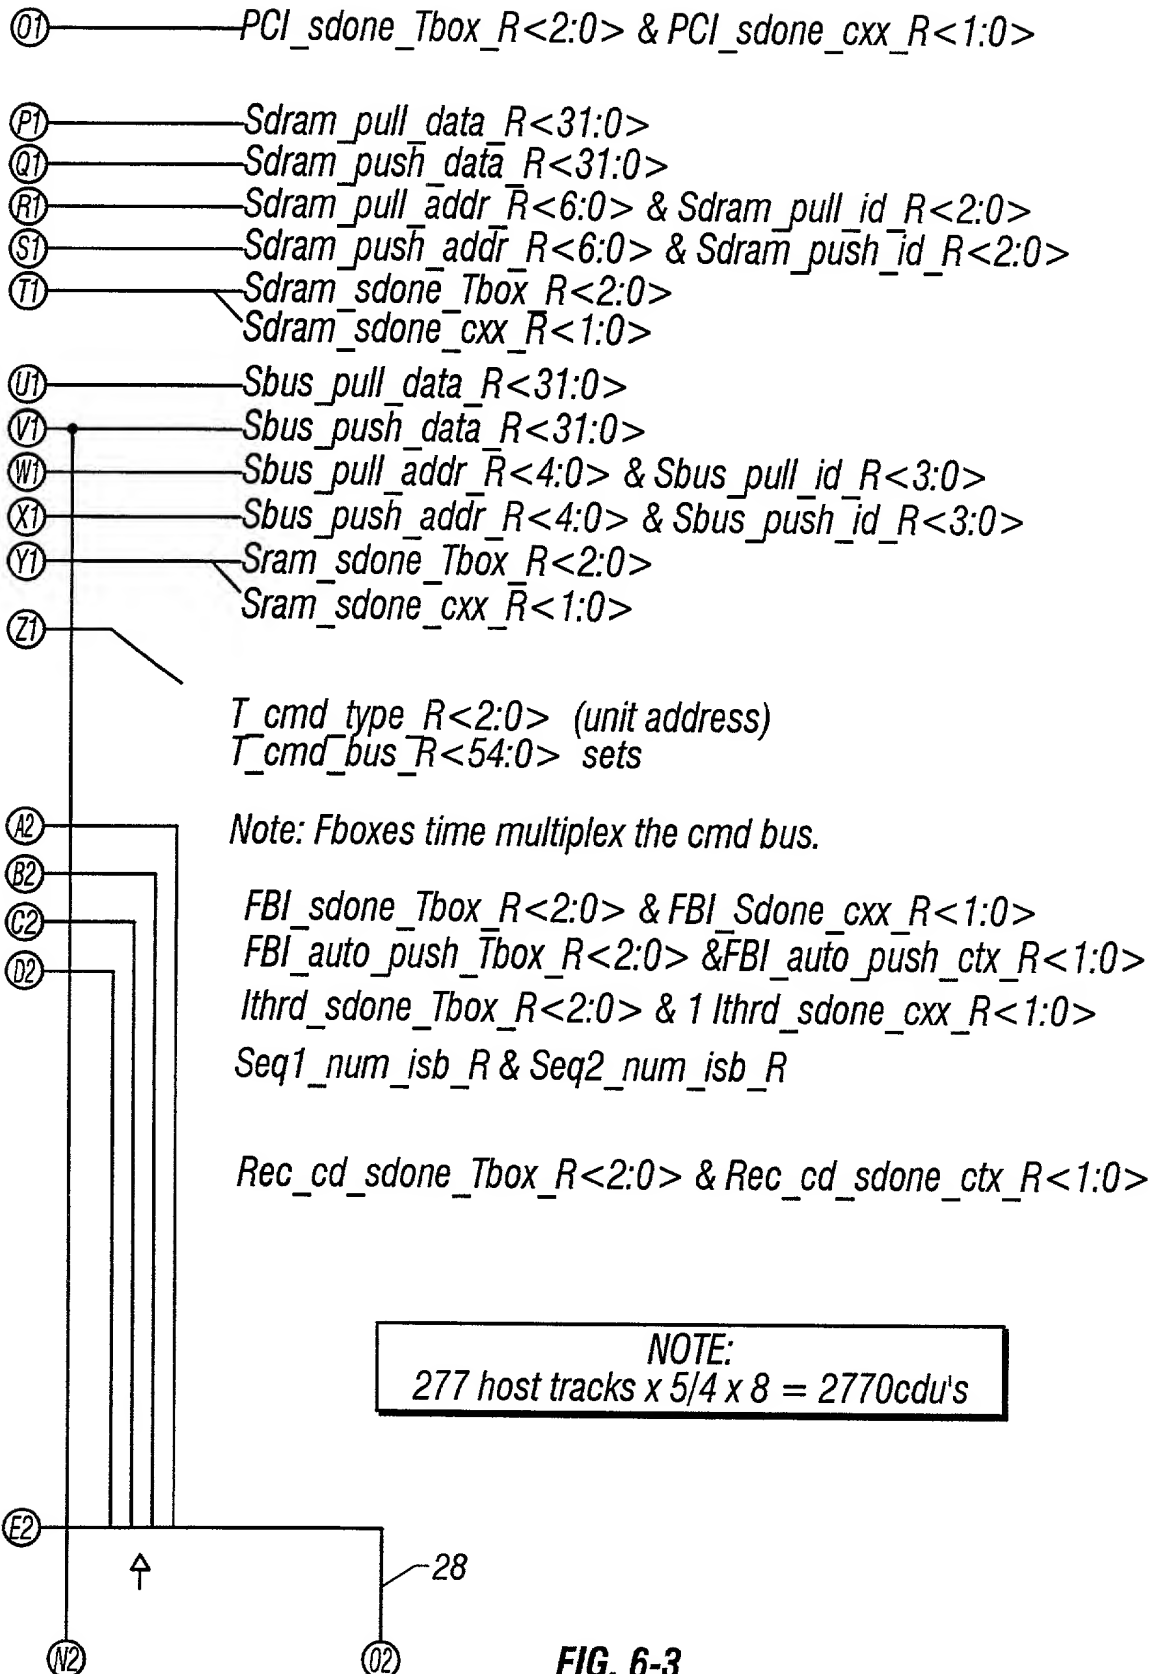 O1 PCI_sdone_Tbox_R<2:0> & PCI_sdone_cxx_R<1:0>
P1 Sdram_pull_data_R<31:0>
Q1 Sdram_push_data_R<31:0>
R1 Sdram_pull_addr_R<6:0> & Sdram_pull_id_R<2:0>
S1 Sdram_push_addr_R<6:0> & Sdram_push_id_R<2:0>
T1 Sdram_sdone_Tbox_R<2:0>
Sdram_sdone_cxx_R<1:0>
U1 Sbus_pull_data_R<31:0>
V1 Sbus_push_data_R<31:0>
W1 Sbus_pull_addr_R<4:0> & Sbus_pull_id_R<3:0>
X1 Sbus_push_addr_R<4:0> & Sbus_push_id_R<3:0>
Y1 Sram_sdone_Tbox_R<2:0>
Sram_sdone_cxx_R<1:0>
Z1
T_cmd_type_R<2:0> (unit address)
T_cmd_bus_R<54:0> sets
A2 Note: Fboxes time multiplex the cmd bus.
B2
C2 FBI_sdone_Tbox_R<2:0> & FBI_Sdone_cxx_R<1:0>
D2 FBI_auto_push_Tbox_R<2:0> &FBI_auto_push_ctx_R<1:0>
Ithrd_sdone_Tbox_R<2:0> & 1 Ithrd_sdone_cxx_R<1:0>
Seq1_num_isb_R & Seq2_num_isb_R
Rec_cd_sdone_Tbox_R<2:0> & Rec_cd_sdone_ctx_R<1:0>
NOTE:
277 host tracks x 5/4 x 8 = 2770cdu's
E2
28
N2 O2
FIG. 6-3